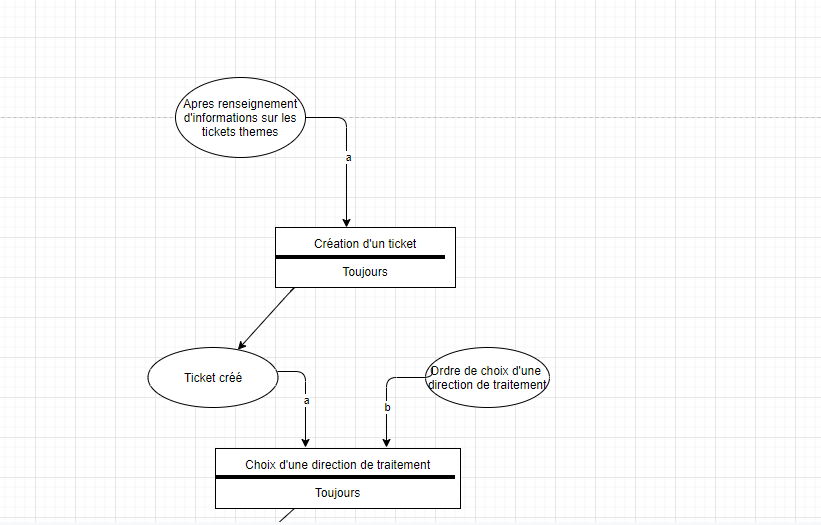 Apres renseignement
d'informations sur les
tickets themes
a
Création d'un ticket
Toujours
Ticket créé
Ordre de choix d'une
direction de traitement
a
b
Choix d'une direction de traitement
Toujours